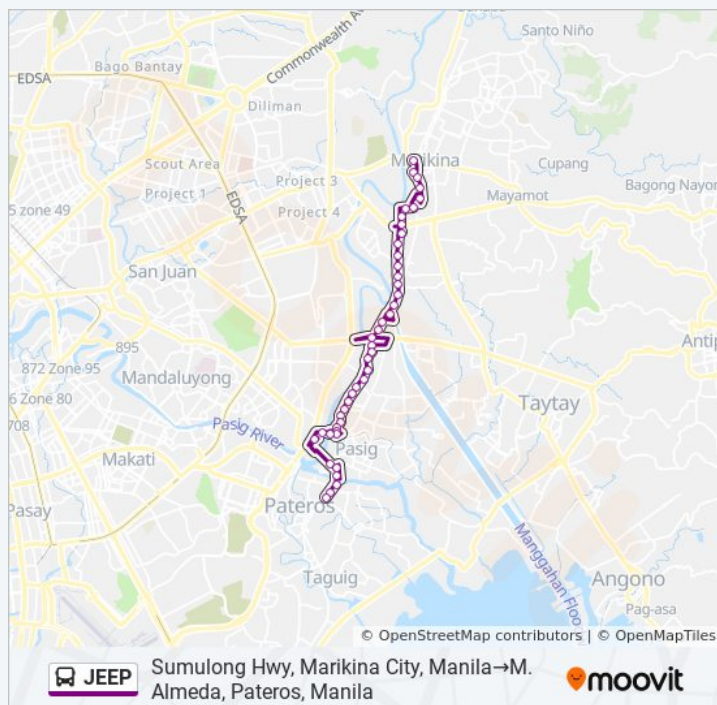 Santo Niño
Commonwealth Av
EDSA
Bago Bantay
Diliman
Marikina
Cupang
Scout Area
Project 3
Bagong Nayon
Mayamot
Project 1
EDSA
5 zone 49
Project 4
San Juan
895
Antip
872 Zone 95
Mandaluyong
6 Zone 80
Taytay
708
Pasig River
Pasig
Makati
Pateros
Pasay
Manggahan Floo
Taguig
Angono
Pag-asa
© OpenStreetMap contributors | © OpenMapTiles
JEEP
Sumulong Hwy, Marikina City, Manila→M.
Almeda, Pateros, Manila
moovit